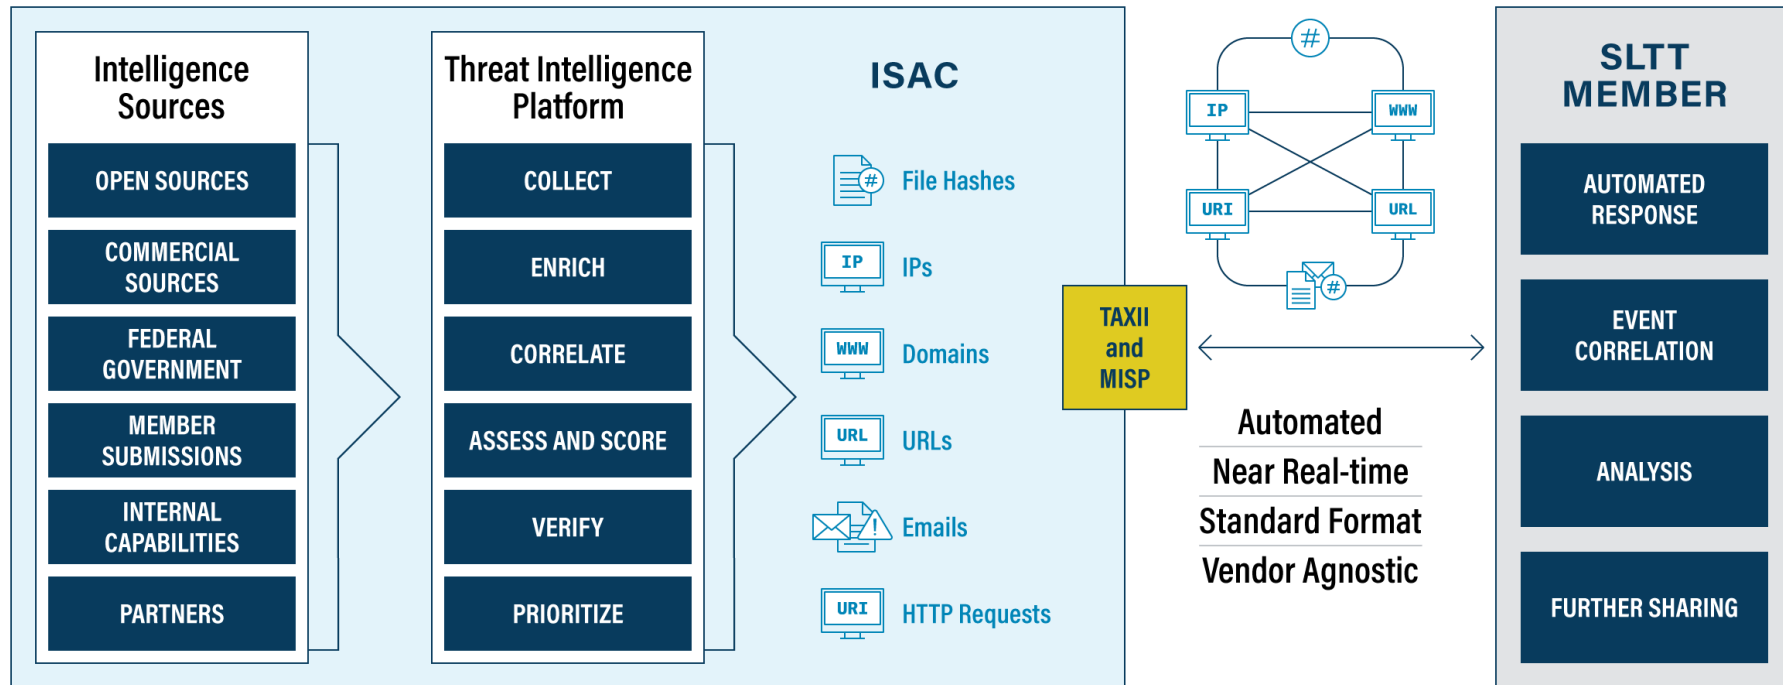 Intelligence
Sources
OPEN SOURCES
COMMERCIAL
SOURCES
FEDERAL
GOVERNMENT
MEMBER
SUBMISSIONS
INTERNAL
CAPABILITIES
PARTNERS
Threat Intelligence
Platform
COLLECT
ENRICH
CORRELATE
ASSESS AND SCORE
VERIFY
PRIORITIZE
ISAC
#
File Hashes
IP
IPs
WWW
Domains
URL
URLs
!
Emails
URI
HTTP Requests
TAXII
and
MISP
#
IP
WWW
URI
URL
#
Automated
Near Real-time
Standard Format
Vendor Agnostic
SLTT
MEMBER
AUTOMATED
RESPONSE
EVENT
CORRELATION
ANALYSIS
FURTHER SHARING